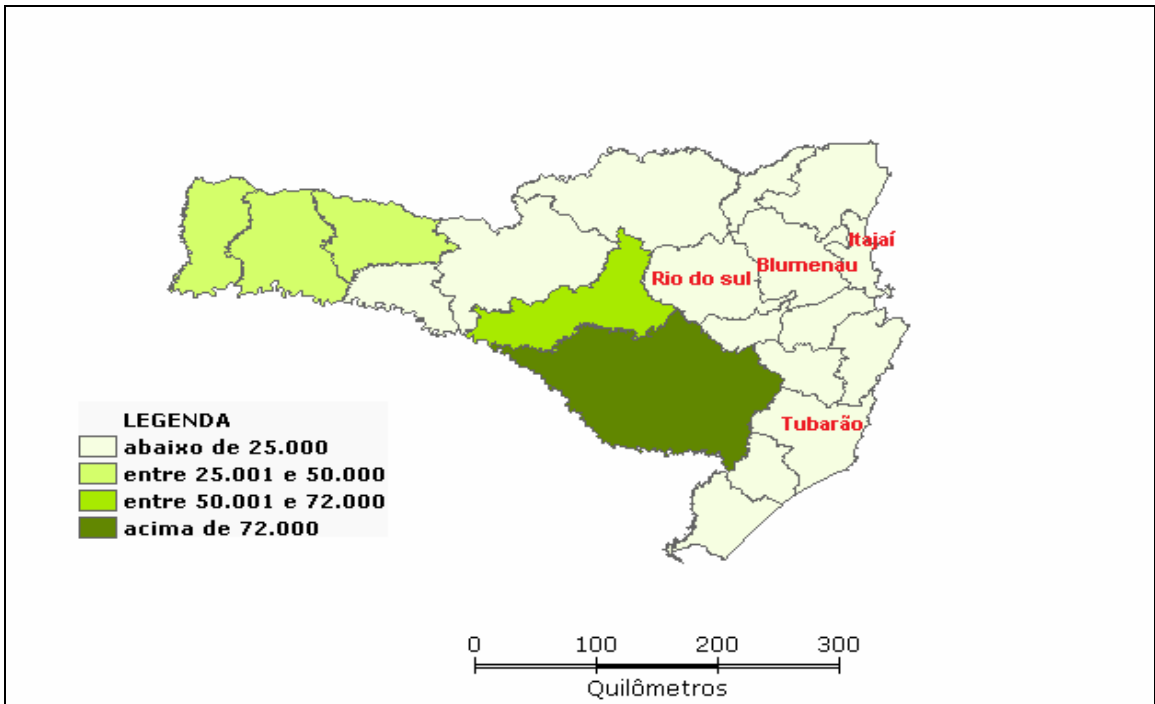 Itajaí
Blumenau
Rio do sul
Tubarão
LEGENDA
abaixo de 25.000
entre 25.001 e 50.000
entre 50.001 e 72.000
acima de 72.000
0 100 200 300
Quilômetros